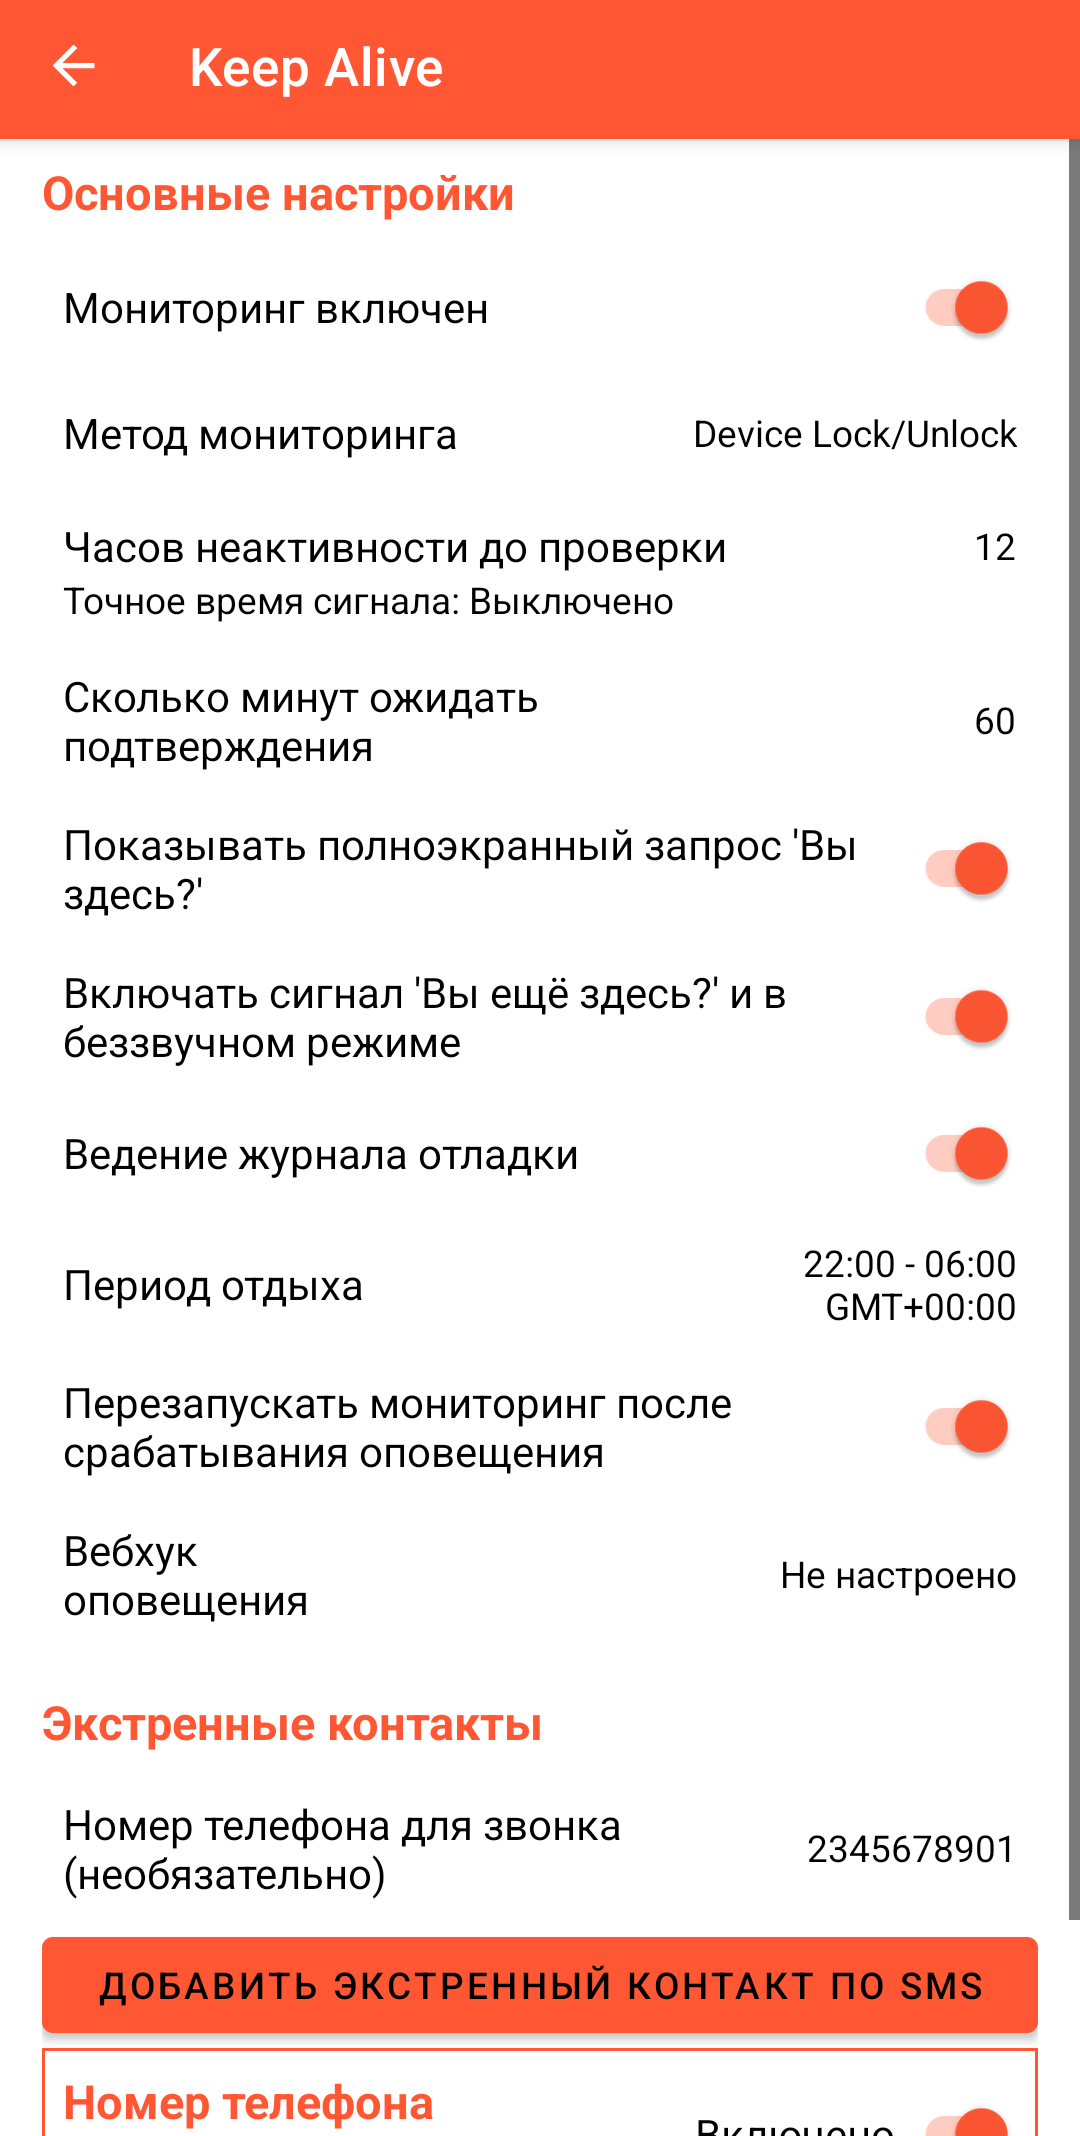 Keep Alive
Основные настройки
Мониторинг включен
Метод мониторинга
Device Lock/Unlock
Часов неактивности до проверки
12
Точное время сигнала: Выключено
Сколько минут ожидать
подтверждения
60
Показывать полноэкранный запрос 'Вы
здесь?'
Включать сигнал 'Вы ещё здесь?' и в
беззвучном режиме
Ведение журнала отладки
Период отдыха
22:00 - 06:00
GMT+00:00
Перезапускать мониторинг после
срабатывания оповещения
Вебхук
оповещения
Не настроено
Экстренные контакты
Номер телефона для звонка
(необязательно)
2345678901
ДОБАВИТЬ ЭКСТРЕННЫЙ КОНТАКТ ПО SMS
Номер телефона
Включено